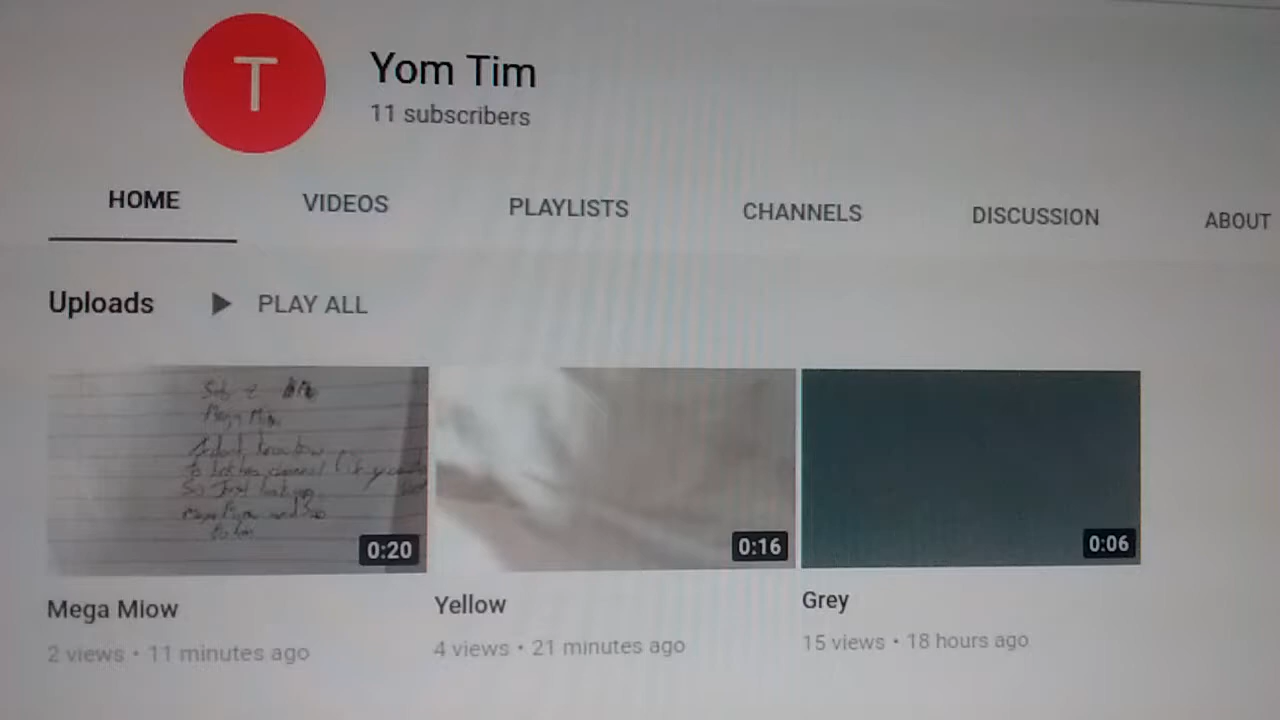 T
Yom Tim
11 subscribers
HOME
VIDEOS
PLAYLISTS
CHANNELS
DISCUSSION
ABOUT
Uploads
PLAY ALL
0:20
0:16
0:06
Mega Miow
2 views • 11 minutes ago
Yellow
4 views • 21 minutes ago
Grey
15 views • 18 hours ago